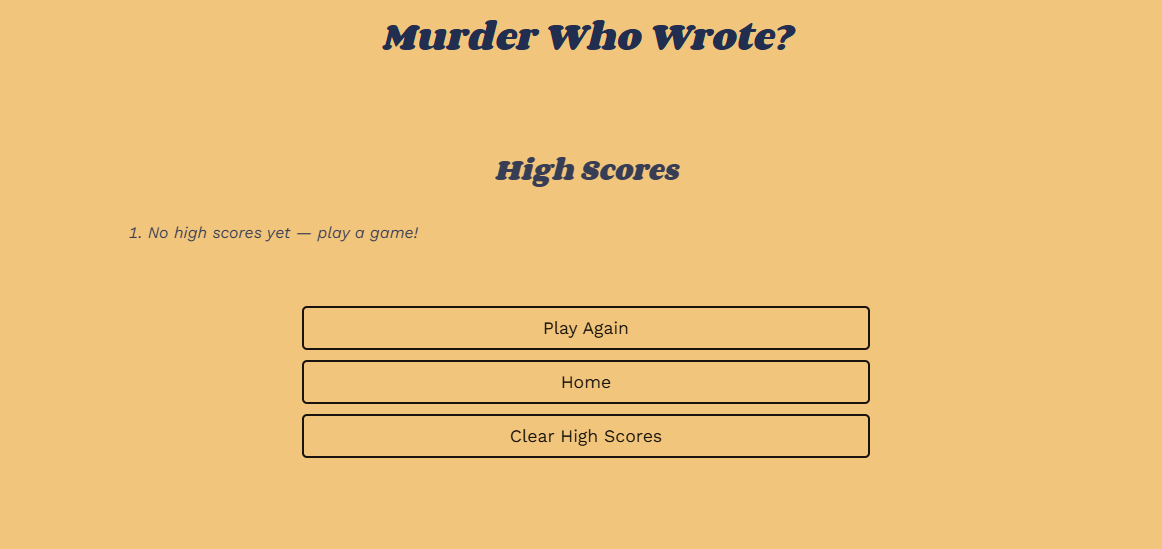 Murder Who Wrote?
High Scores
1. No high scores yet — play a game!
Play Again
Home
Clear High Scores